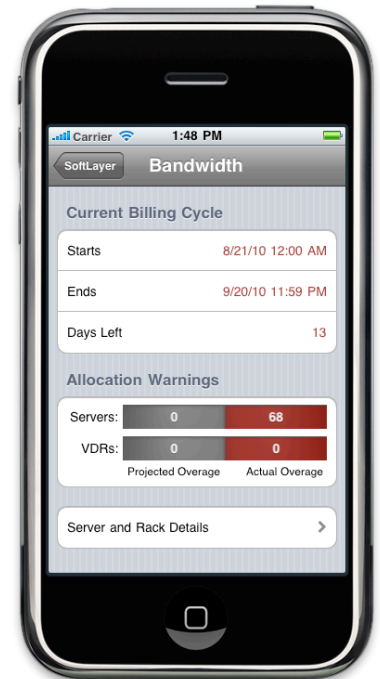 Carrier 1:48 PM
SoftLayer Bandwidth
Current Billing Cycle
Starts 8/21/10 12:00 AM
Ends 9/20/10 11:59 PM
Days Left 13
Allocation Warnings
Servers: 0 68
VDRs: 0 0
Projected Overage Actual Overage
Server and Rack Details